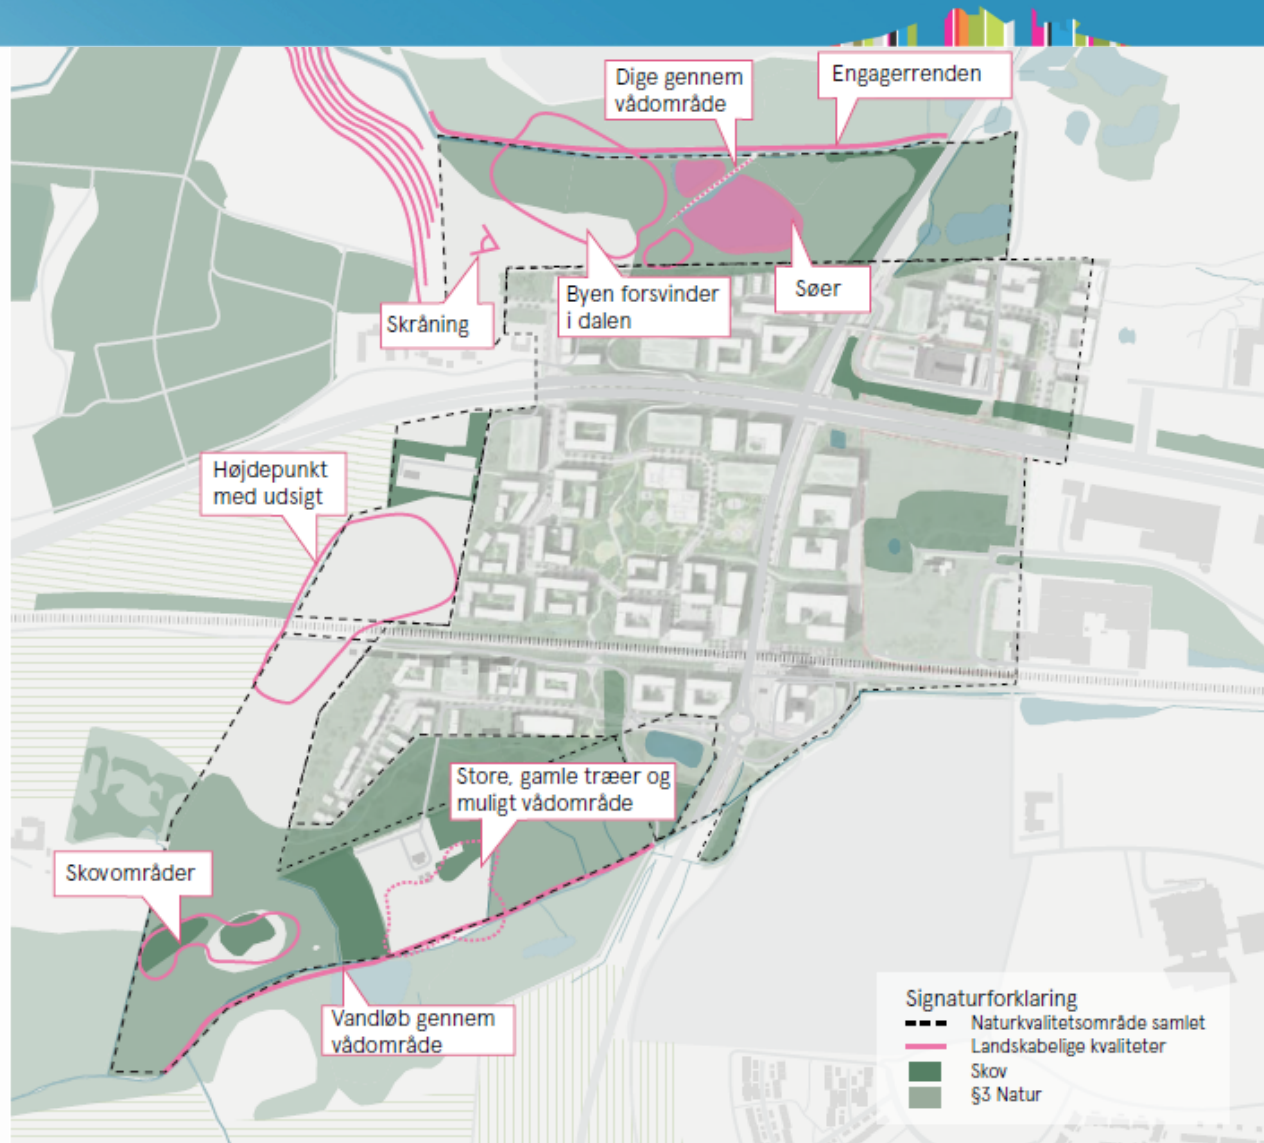 Dige gennem
vådområde
Engagerrenden
Skråning
Byen forsvinder
i dalen
Søer
Højdepunkt
med udsigt
Store, gamle træer og
muligt vådområde
Skovområder
Vandløb gennem
vådområde
Signaturforklaring
Naturkvalitetsområde samlet
Landskabelige kvaliteter
Skov
§3 Natur